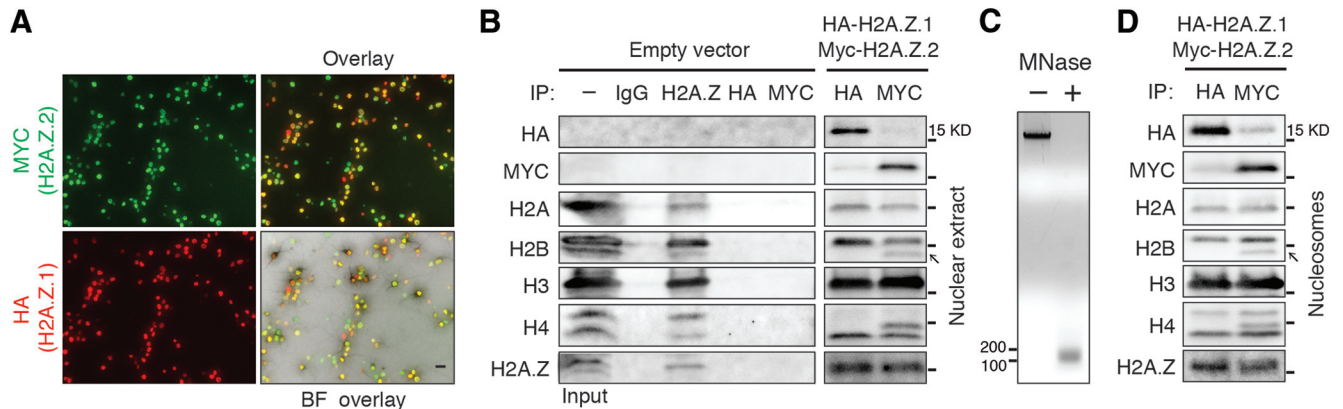 A
Overlay
MYC
(H2A.Z.2)
HA
(H2A.Z.1)
BF overlay
B
Empty vector
HA-H2A.Z.1
Myc-H2A.Z.2
IP: – IgG H2A.Z HA MYC HA MYC
HA
15 KD
MYC
H2A
H2B
H3
H4
H2A.Z
Input
Nuclear extract
C
MNase
– +
200
100
D
HA-H2A.Z.1
Myc-H2A.Z.2
IP: HA MYC
HA
15 KD
MYC
H2A
H2B
H3
H4
H2A.Z
Nucleosomes